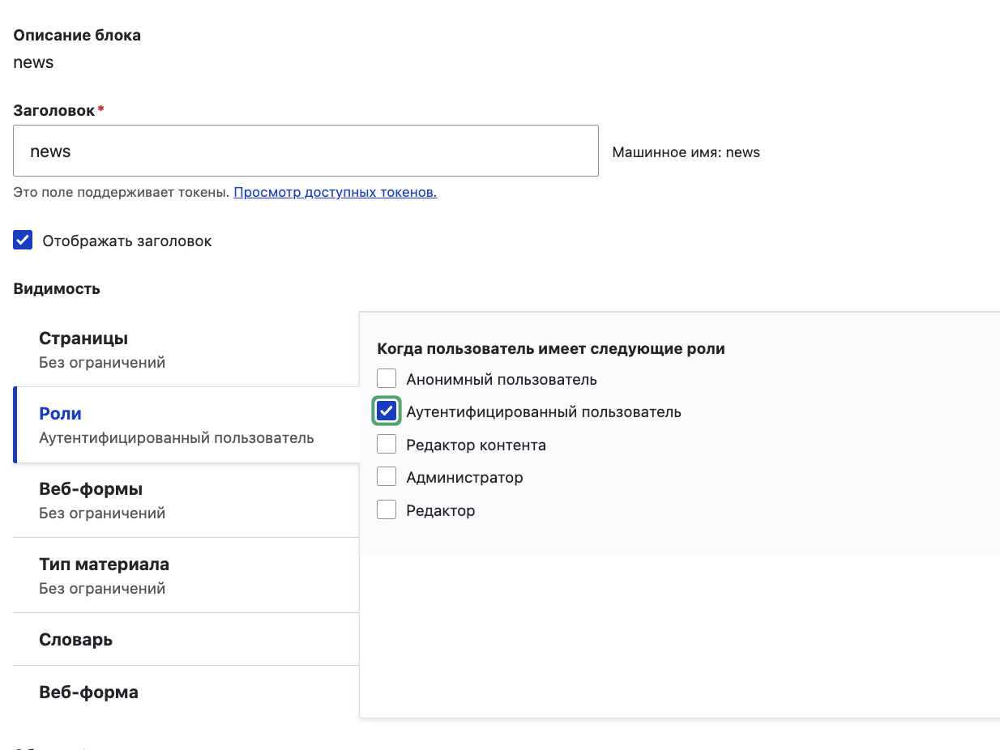 Описание блока
news
Заголовок*
news
Машинное имя: news
Это поле поддерживает токены. Просмотр доступных токенов.
Отображать заголовок
Видимость
Страницы
Без ограничений
Роли
Аутентифицированный пользователь
Веб-формы
Без ограничений
Тип материала
Без ограничений
Словарь
Веб-форма
Когда пользователь имеет следующие роли
Анонимный пользователь
Аутентифицированный пользователь
Редактор контента
Администратор
Редактор